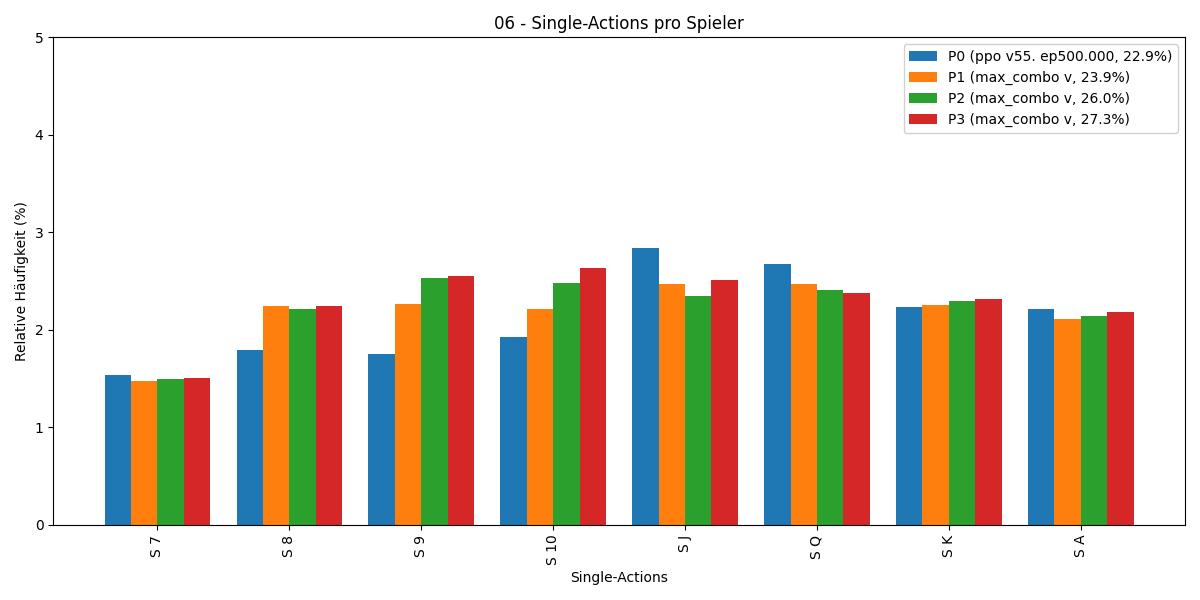 06 - Single-Actions pro Spieler
P0 (ppo v55. ep500.000, 22.9%)
P1 (max_combo v, 23.9%)
P2 (max_combo v, 26.0%)
P3 (max_combo v, 27.3%)
Relative Häufigkeit (%)
5
4
3
2
1
0
S 7
S 8
S 9
S 10
S J
S Q
S K
S A
Single-Actions